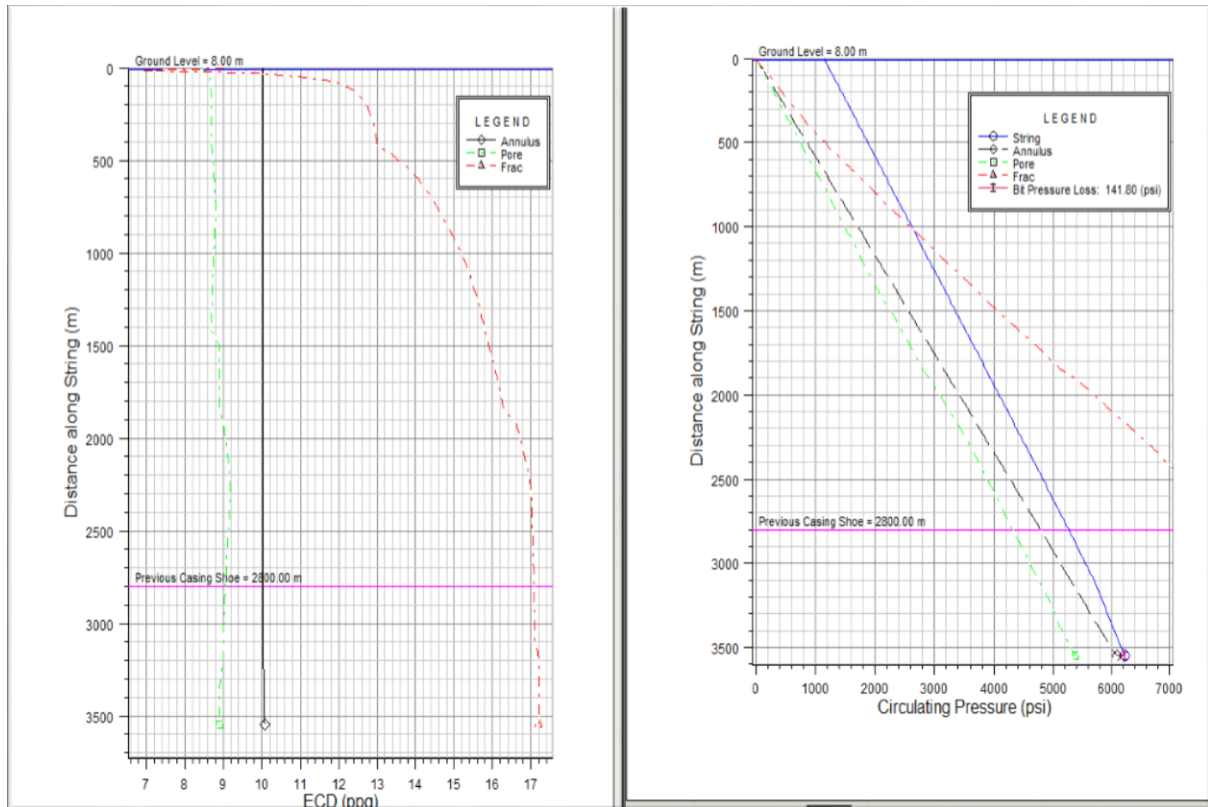 Ground Level = 8.00 m
0
500
1000
1500
2000
2500
3000
3500
Distance along String (m)
LEGEND
Annulus
Pore
Frac
Previous Casing Shoe = 2800.00 m
7 8 9 10 11 12 13 14 15 16 17
ECD (ppg)
Ground Level = 8.00 m
0
500
1000
1500
2000
2500
3000
3500
Distance along String (m)
LEGEND
String
Annulus
Pore
Frac
Bit Pressure Loss: 141.80 (psi)
Previous Casing Shoe = 2800.00 m
0 1000 2000 3000 4000 5000 6000 7000
Circulating Pressure (psi)